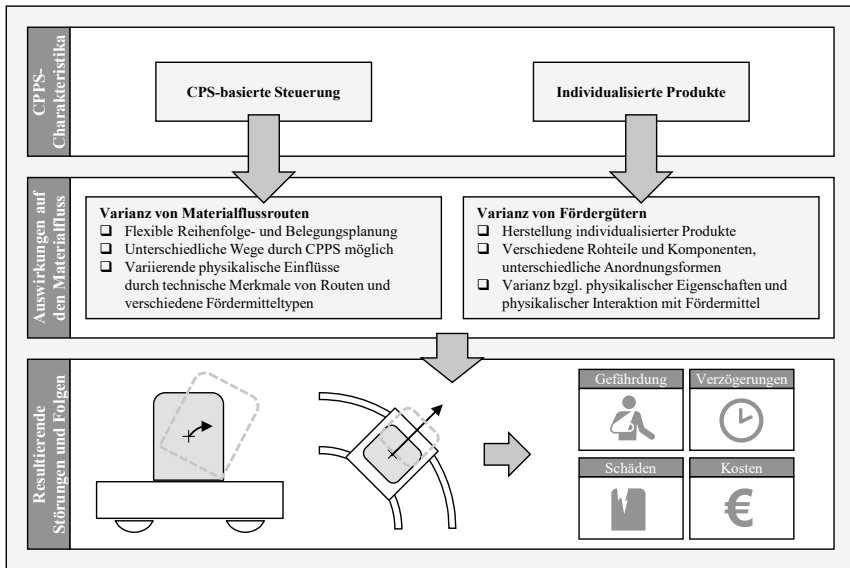 CPPS-
Charakteristika
CPS-basierte Steuerung
Individualisierte Produkte
Auswirkungen auf
den Materialfluss
Varianz von Materialflussrouten
❑ Flexible Reihenfolge- und Belegungsplanung
❑ Unterschiedliche Wege durch CPPS möglich
❑ Variierende physikalische Einflüsse
durch technische Merkmale von Routen und
verschiedene Fördermitteltypen
Varianz von Fördergütern
❑ Herstellung individualisierter Produkte
❑ Verschiedene Rohteile und Komponenten,
unterschiedliche Anordnungsformen
❑ Varianz bzgl. physikalischer Eigenschaften und
physikalischer Interaktion mit Fördermittel
Resultierende
Störungen und Folgen
Gefährdung
Verzögerungen
Schäden
Kosten
€